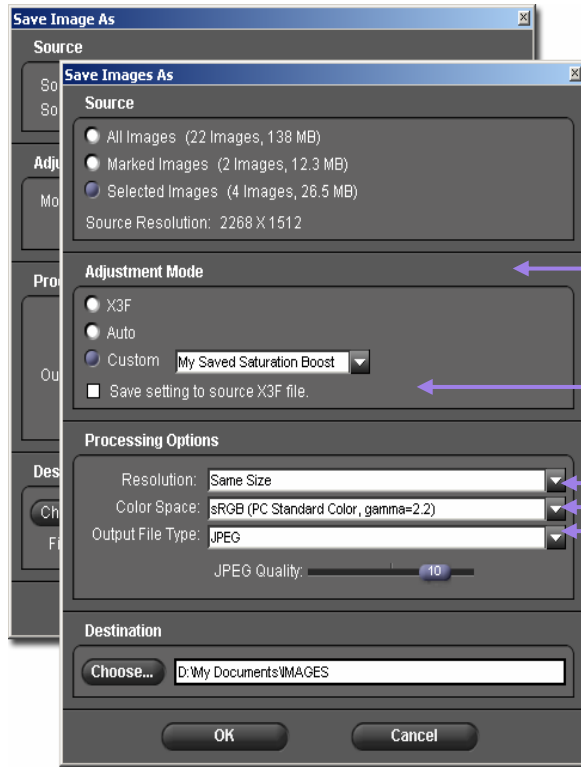 Save Image As
Source
So
So
Adju
Mo
Pro
Ou
Des
Ch
Fi
Save Images As
Source
All Images (22 Images, 138 MB)
Marked Images (2 Images, 12.3 MB)
Selected Images (4 Images, 26.5 MB)
Source Resolution: 2268 X 1512
Adjustment Mode
X3F
Auto
Custom My Saved Saturation Boost
Save setting to source X3F file.
Processing Options
Resolution: Same Size
Color Space: sRGB (PC Standard Color, gamma=2.2)
Output File Type: JPEG
JPEG Quality: 10
Destination
Choose... D:\My Documents\IMAGES
OK Cancel